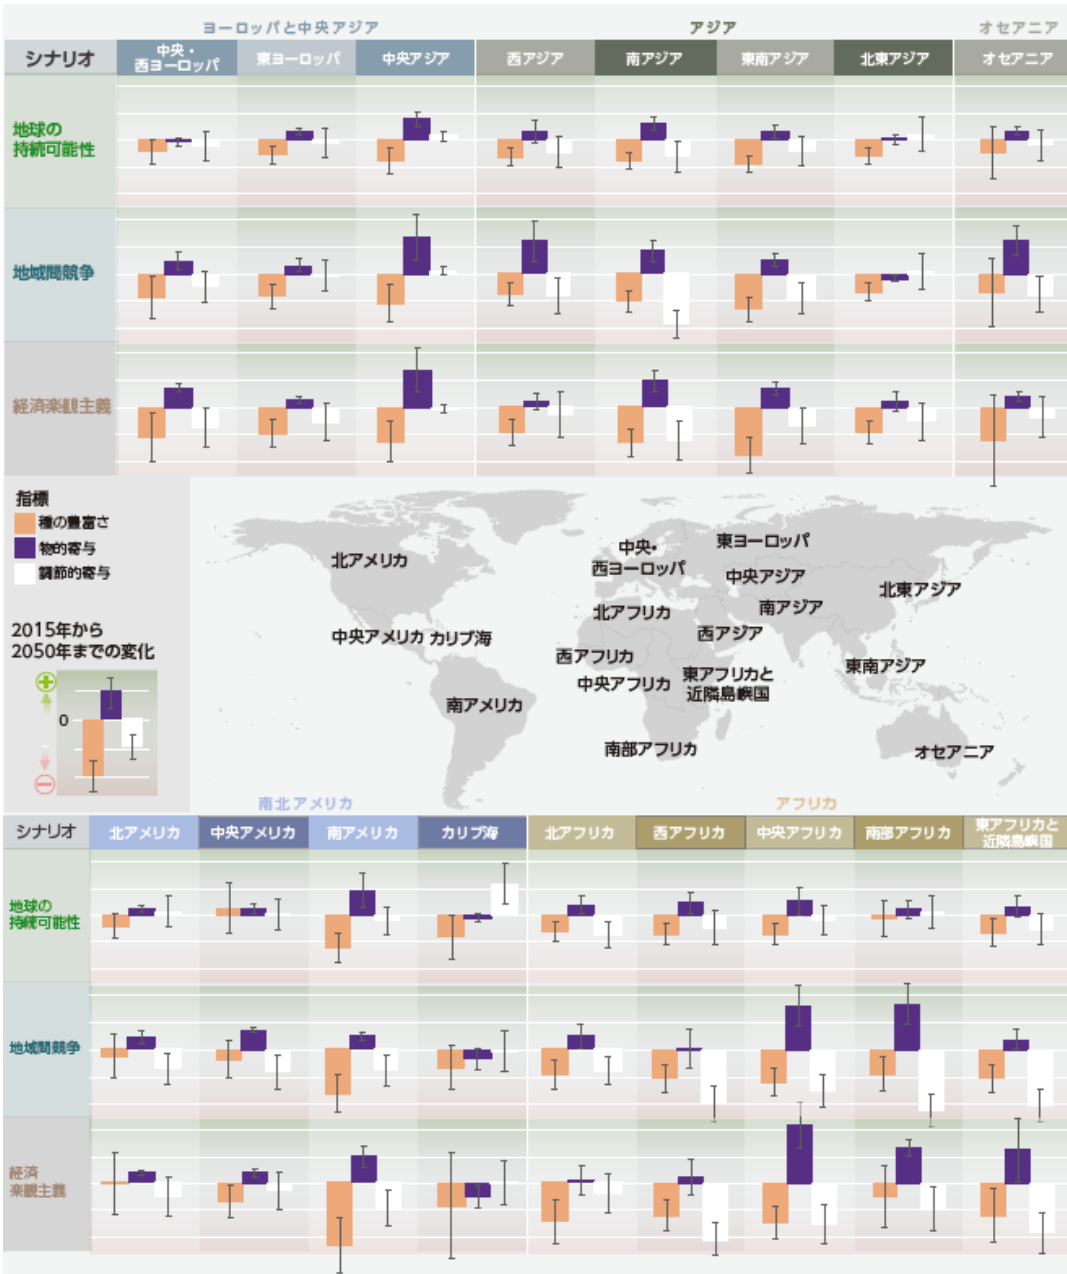 ヨーロッパと中央アジア
アジア
オセアニア
シナリオ
中央・
西ヨーロッパ
東ヨーロッパ
中央アジア
西アジア
南アジア
東南アジア
北東アジア
オセアニア
地球の
持続可能性
地域間競争
経済楽観主義
指標
種の豊富さ
物的寄与
調節的寄与
2015年から
2050年までの変化
0
北アメリカ
中央アメリカ
カリブ海
南アメリカ
中央・
西ヨーロッパ
東ヨーロッパ
中央アジア
北東アジア
南アジア
北アフリカ
西アジア
西アフリカ
中央アフリカ
東アフリカと
近隣島嶼国
東南アジア
南部アフリカ
オセアニア
南北アメリカ
アフリカ
シナリオ
北アメリカ
中央アメリカ
南アメリカ
カリブ海
北アフリカ
西アフリカ
中央アフリカ
南部アフリカ
東アフリカと
近隣島嶼国
地球の
持続可能性
地域間競争
経済
楽観主義